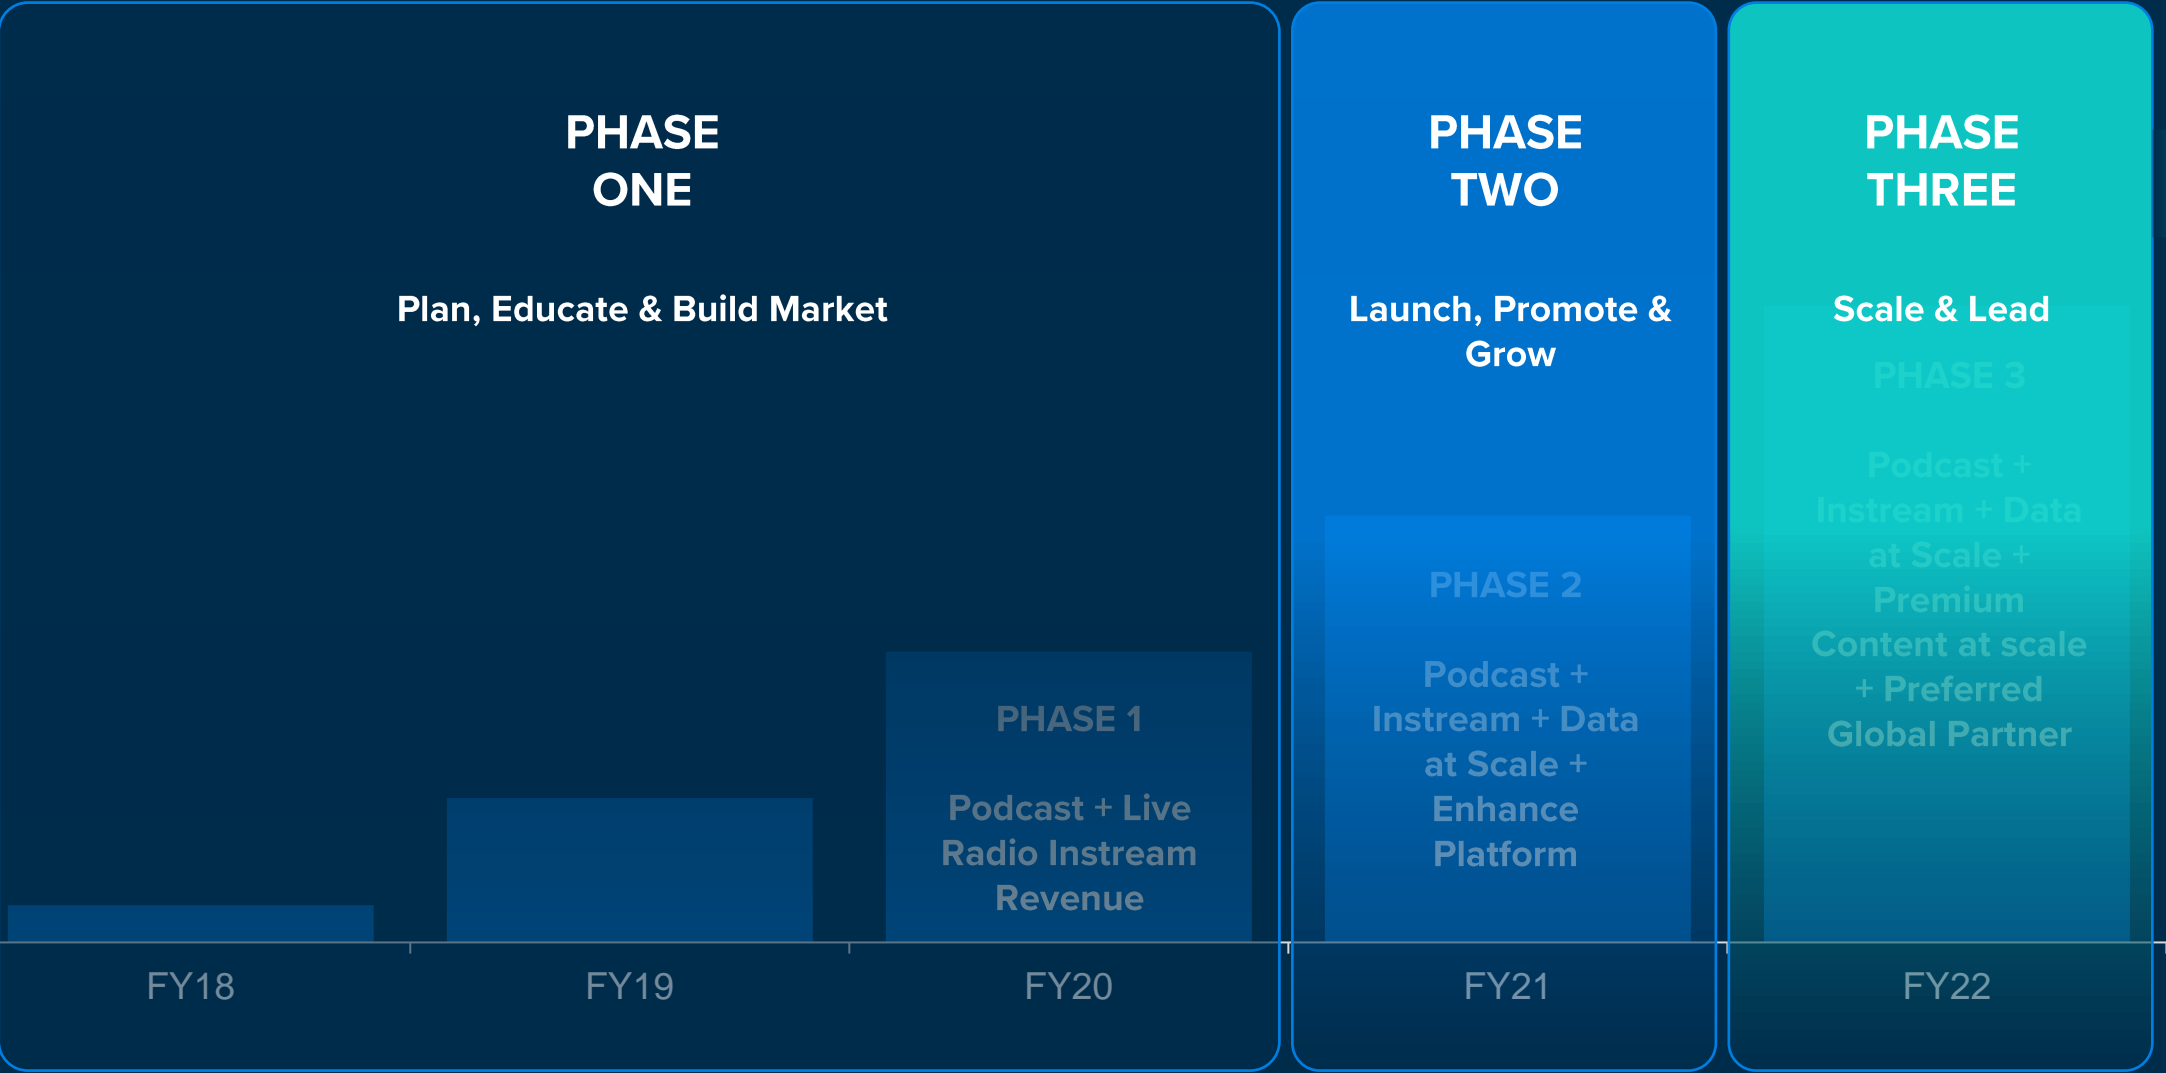 PHASE
ONE
Plan, Educate & Build Market
PHASE 1
Podcast + Live
Radio Instream
Revenue
PHASE
TWO
Launch, Promote &
Grow
PHASE 2
Podcast +
Instream + Data
at Scale +
Enhance
Platform
PHASE
THREE
Scale & Lead
PHASE 3
Podcast +
Instream + Data
at Scale +
Premium
Content at scale
+ Preferred
Global Partner
FY18
FY19
FY20
FY21
FY22